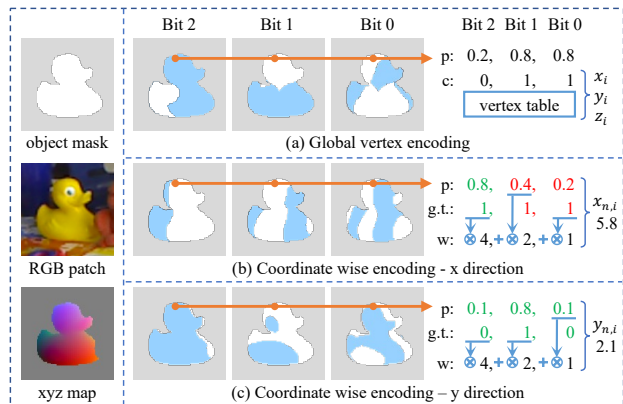 Bit 2 Bit 1 Bit 0 Bit 2 Bit 1 Bit 0
p: 0.2, 0.8, 0.8
c: 0, 1, 1
vertex table
x_i
y_i
z_i
object mask
(a) Global vertex encoding
p: 0.8, 0.4, 0.2
g.t.: 1, 1, 1
w: ⊗ 4, + ⊗ 2, + ⊗ 1
x_{n,i}
5.8
RGB patch
(b) Coordinate wise encoding - x direction
p: 0.1, 0.8, 0.1
g.t.: 0, 1, 0
w: ⊗ 4, + ⊗ 2, + ⊗ 1
y_{n,i}
2.1
xyz map
(c) Coordinate wise encoding – y direction